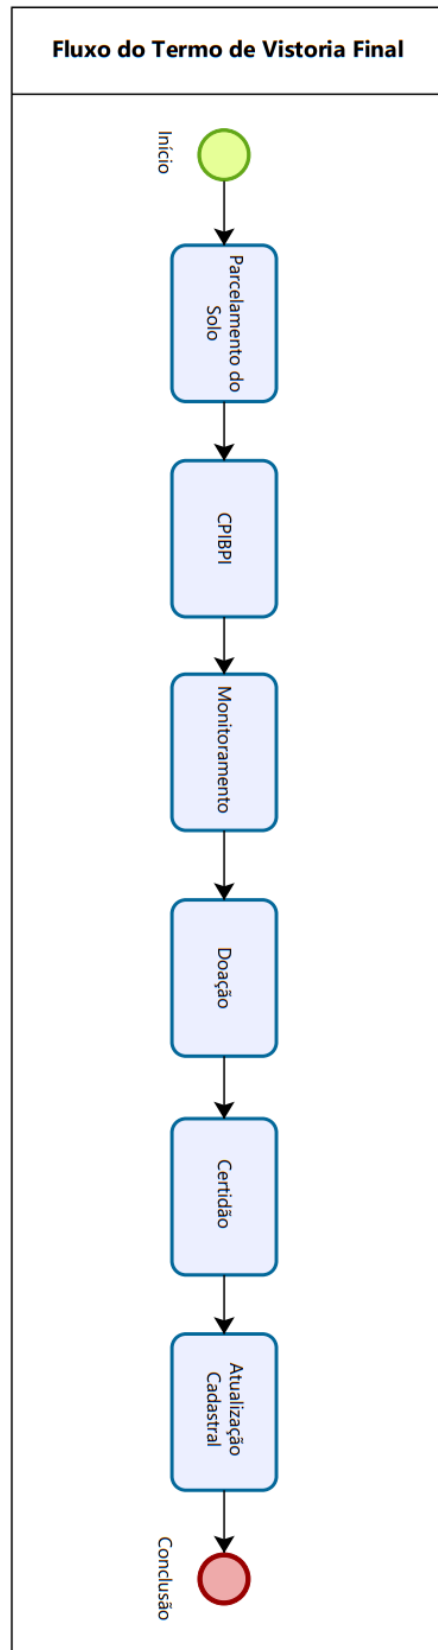 Fluxo do Termo de Vistoria Final
Início
Parcelamento do
Solo
CPIBPI
Monitoramento
Doação
Certidão
Atualização
Cadastral
Conclusão